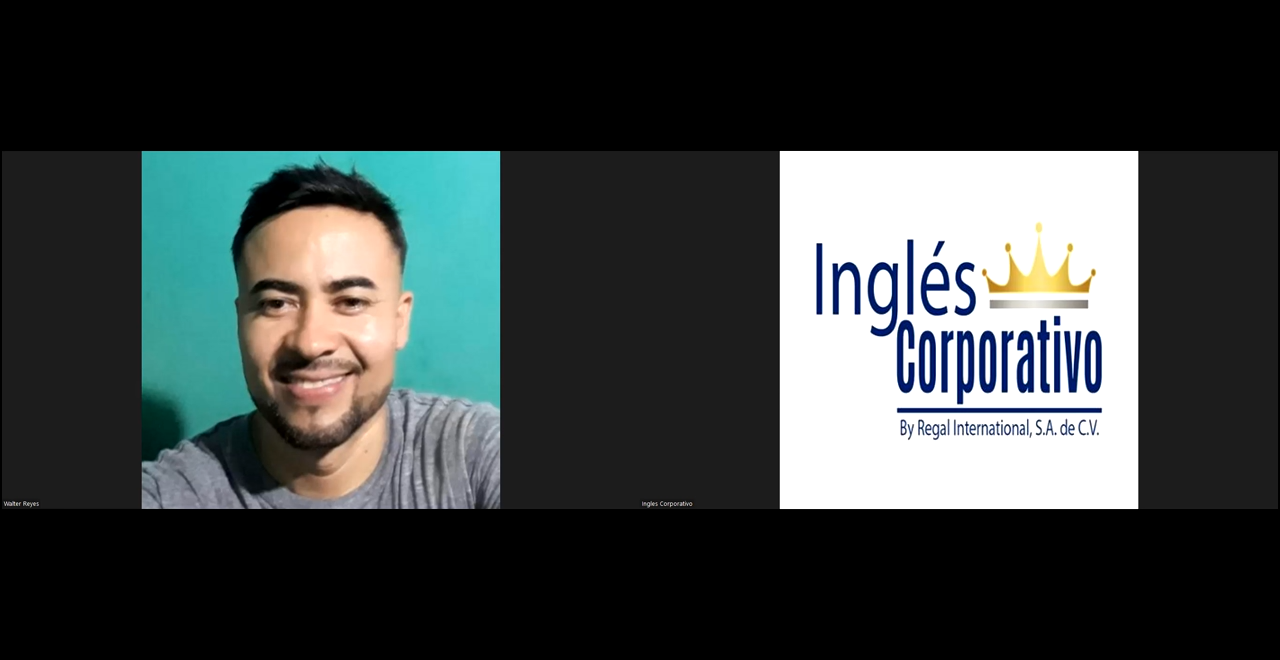 Inglés
Corporativo
By Regal International, S.A. de C.V.
Walter Reyes
Ingles Corporativo